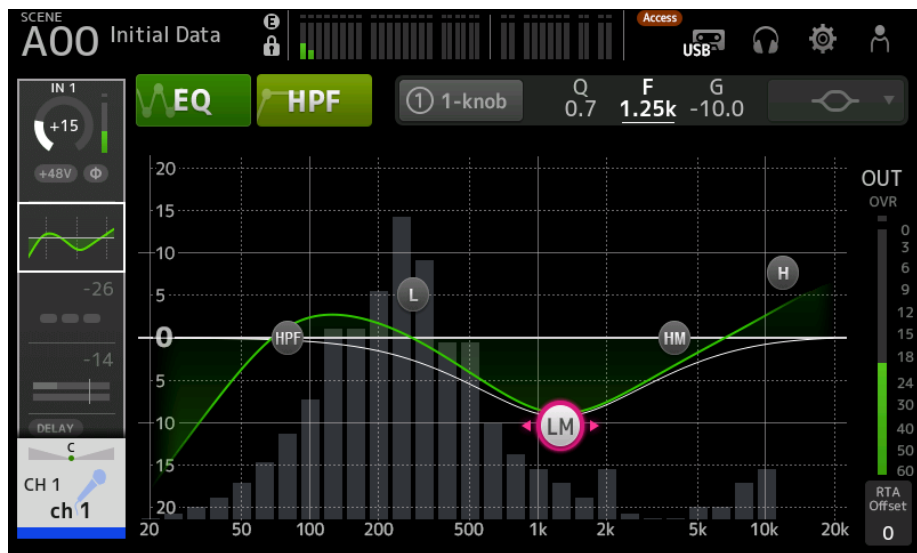 SCENE
A00 Initial Data
E
Access
USB
IN 1
+15
+48V Φ
-26
-14
DELAY
C
CH 1
ch 1
EQ
HPF
1 1-knob
Q F G
0.7 1.25k -10.0
20
15
10
5
0
5
10
15
20
HPF
L
LM
HM
H
20 50 100 200 500 1k 2k 5k 10k 20k
OUT
OVR
0
3
6
9
12
15
18
24
30
40
50
60
RTA
Offset
0